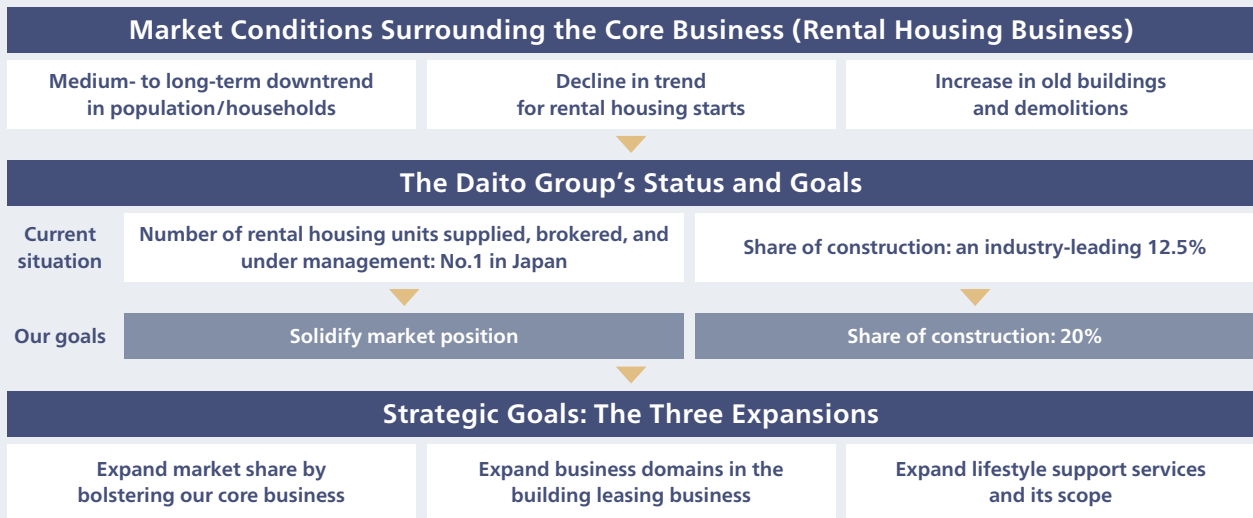 Market Conditions Surrounding the Core Business (Rental Housing Business)
Medium- to long-term downtrend
in population/households
Decline in trend
for rental housing starts
Increase in old buildings
and demolitions
The Daito Group's Status and Goals
Current
situation
Number of rental housing units supplied, brokered, and
under management: No.1 in Japan
Share of construction: an industry-leading 12.5%
Our goals
Solidify market position
Share of construction: 20%
Strategic Goals: The Three Expansions
Expand market share by
bolstering our core business
Expand business domains in the
building leasing business
Expand lifestyle support services
and its scope